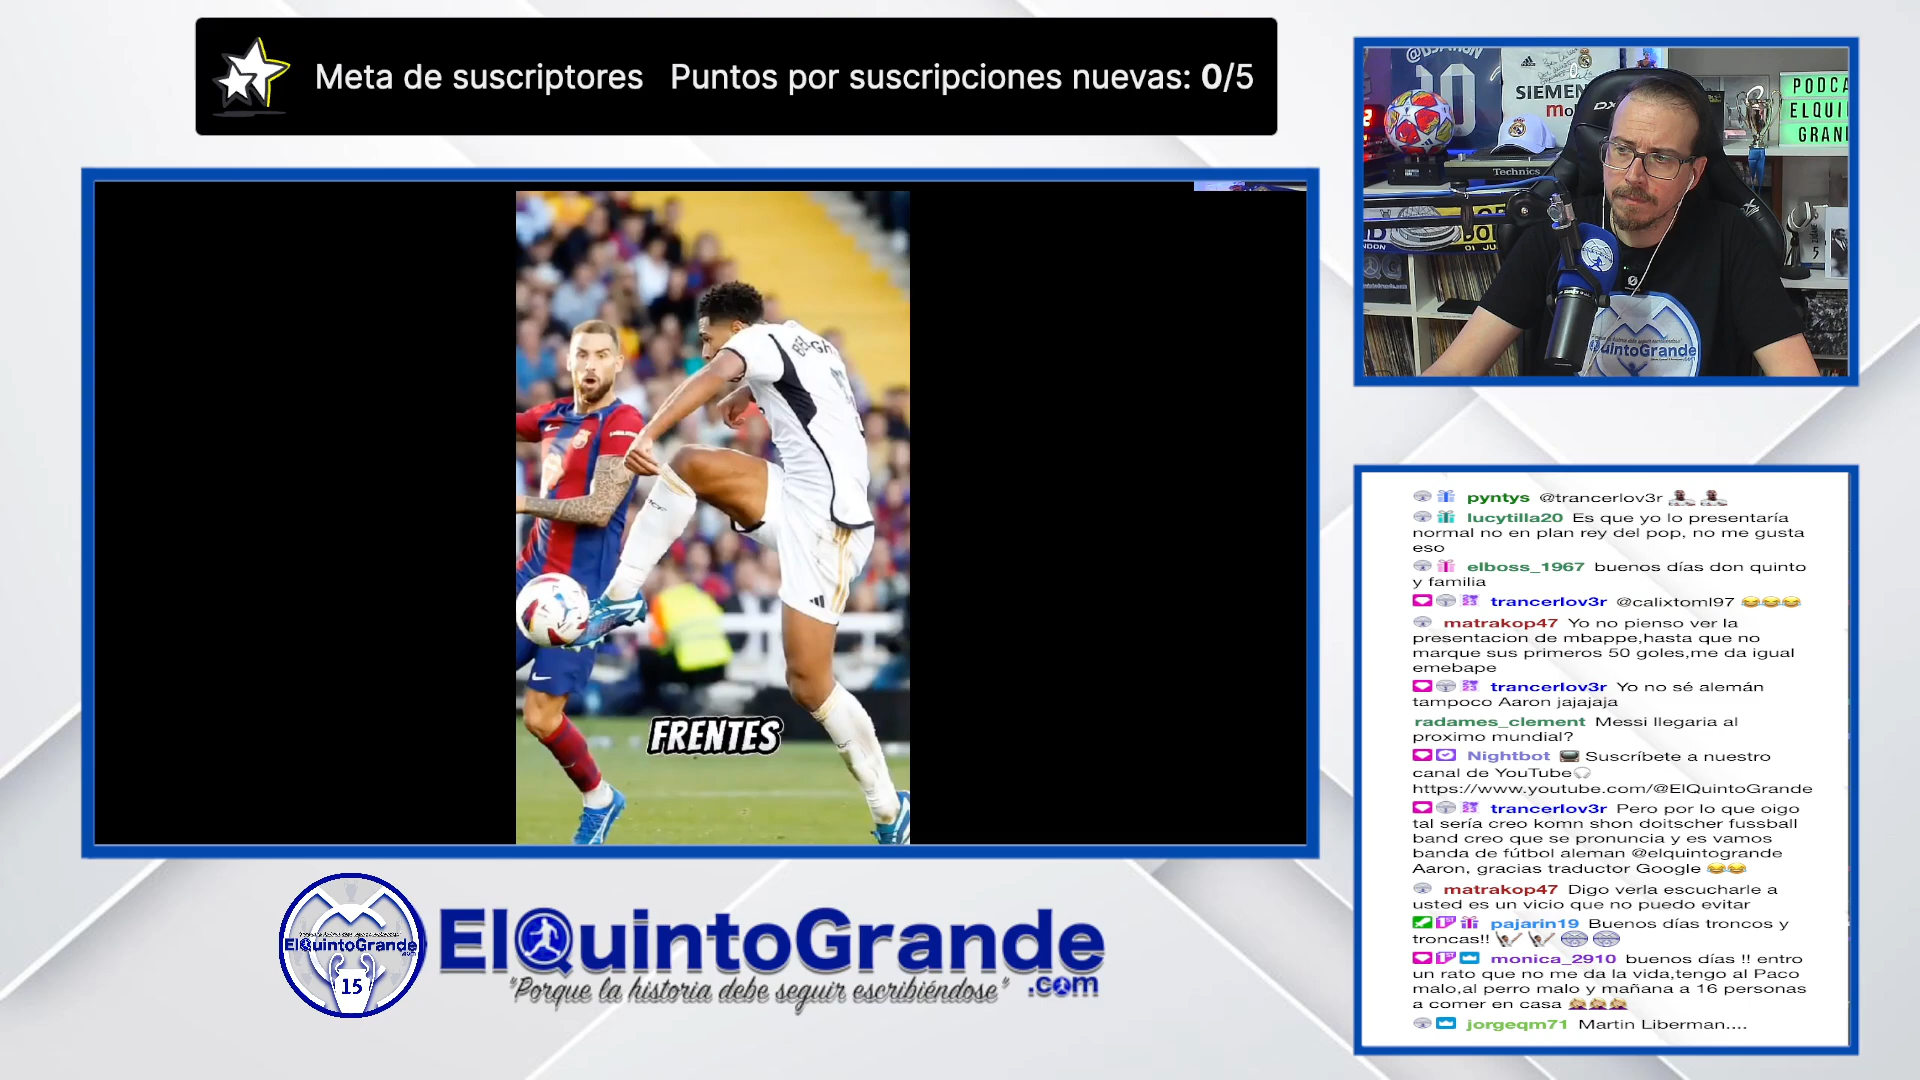 Meta de suscriptores Puntos por suscripciones nuevas: 0/5
10
SIEMEN
Technics
PODCA
ELQUI
GRAN
QuintoGrande
FRENTES
pyntys @trancerlov3r
lucytilla20 Es que yo lo presentaría
normal no en plan rey del pop, no me gusta
eso
elboss_1967 buenos días don quinto
y familia
trancerlov3r @calixtoml97 😂😂😂
matrakop47 Yo no pienso ver la
presentacion de mbappe,hasta que no
marque sus primeros 50 goles,me da igual
emebape
trancerlov3r Yo no sé alemán
tampoco Aaron jajajaja
radames_clement Messi llegaria al
proximo mundial?
Nightbot 📺 Suscríbete a nuestro
canal de YouTube
https://www.youtube.com/@ElQuintoGrande
trancerlov3r Pero por lo que oigo
tal sería creo komn shon doitscher fussball
band creo que se pronuncia y es vamos
banda de fútbol aleman @elquintogrande
Aaron, gracias traductor Google 😂😂
matrakop47 Digo verla escucharle a
usted es un vicio que no puedo evitar
pajarin19 Buenos días troncos y
troncas!!
monica_2910 buenos días !! entro
un rato que no me da la vida,tengo al Paco
malo,al perro malo y mañana a 16 personas
a comer en casa
jorgeqm71 Martin Liberman....
ElQuintoGrande
15
ElQuintoGrande
"Porque la historia debe seguir escribiéndose" .com